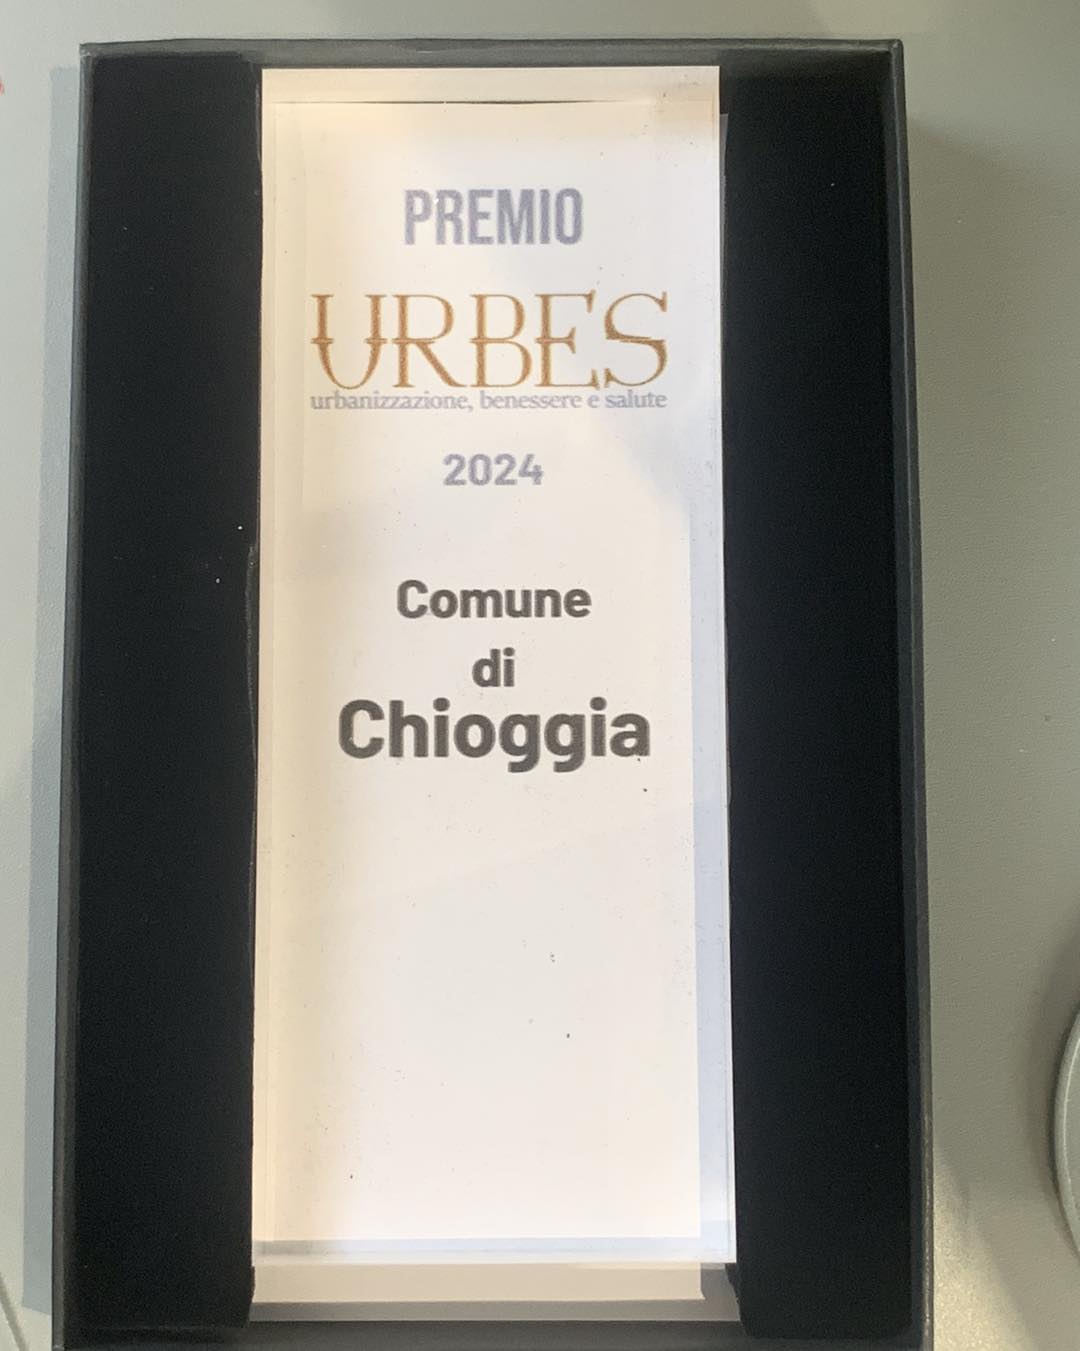 PREMIO
URBES
urbanizzazione, benessere e salute
2024
Comune
di
Chioggia